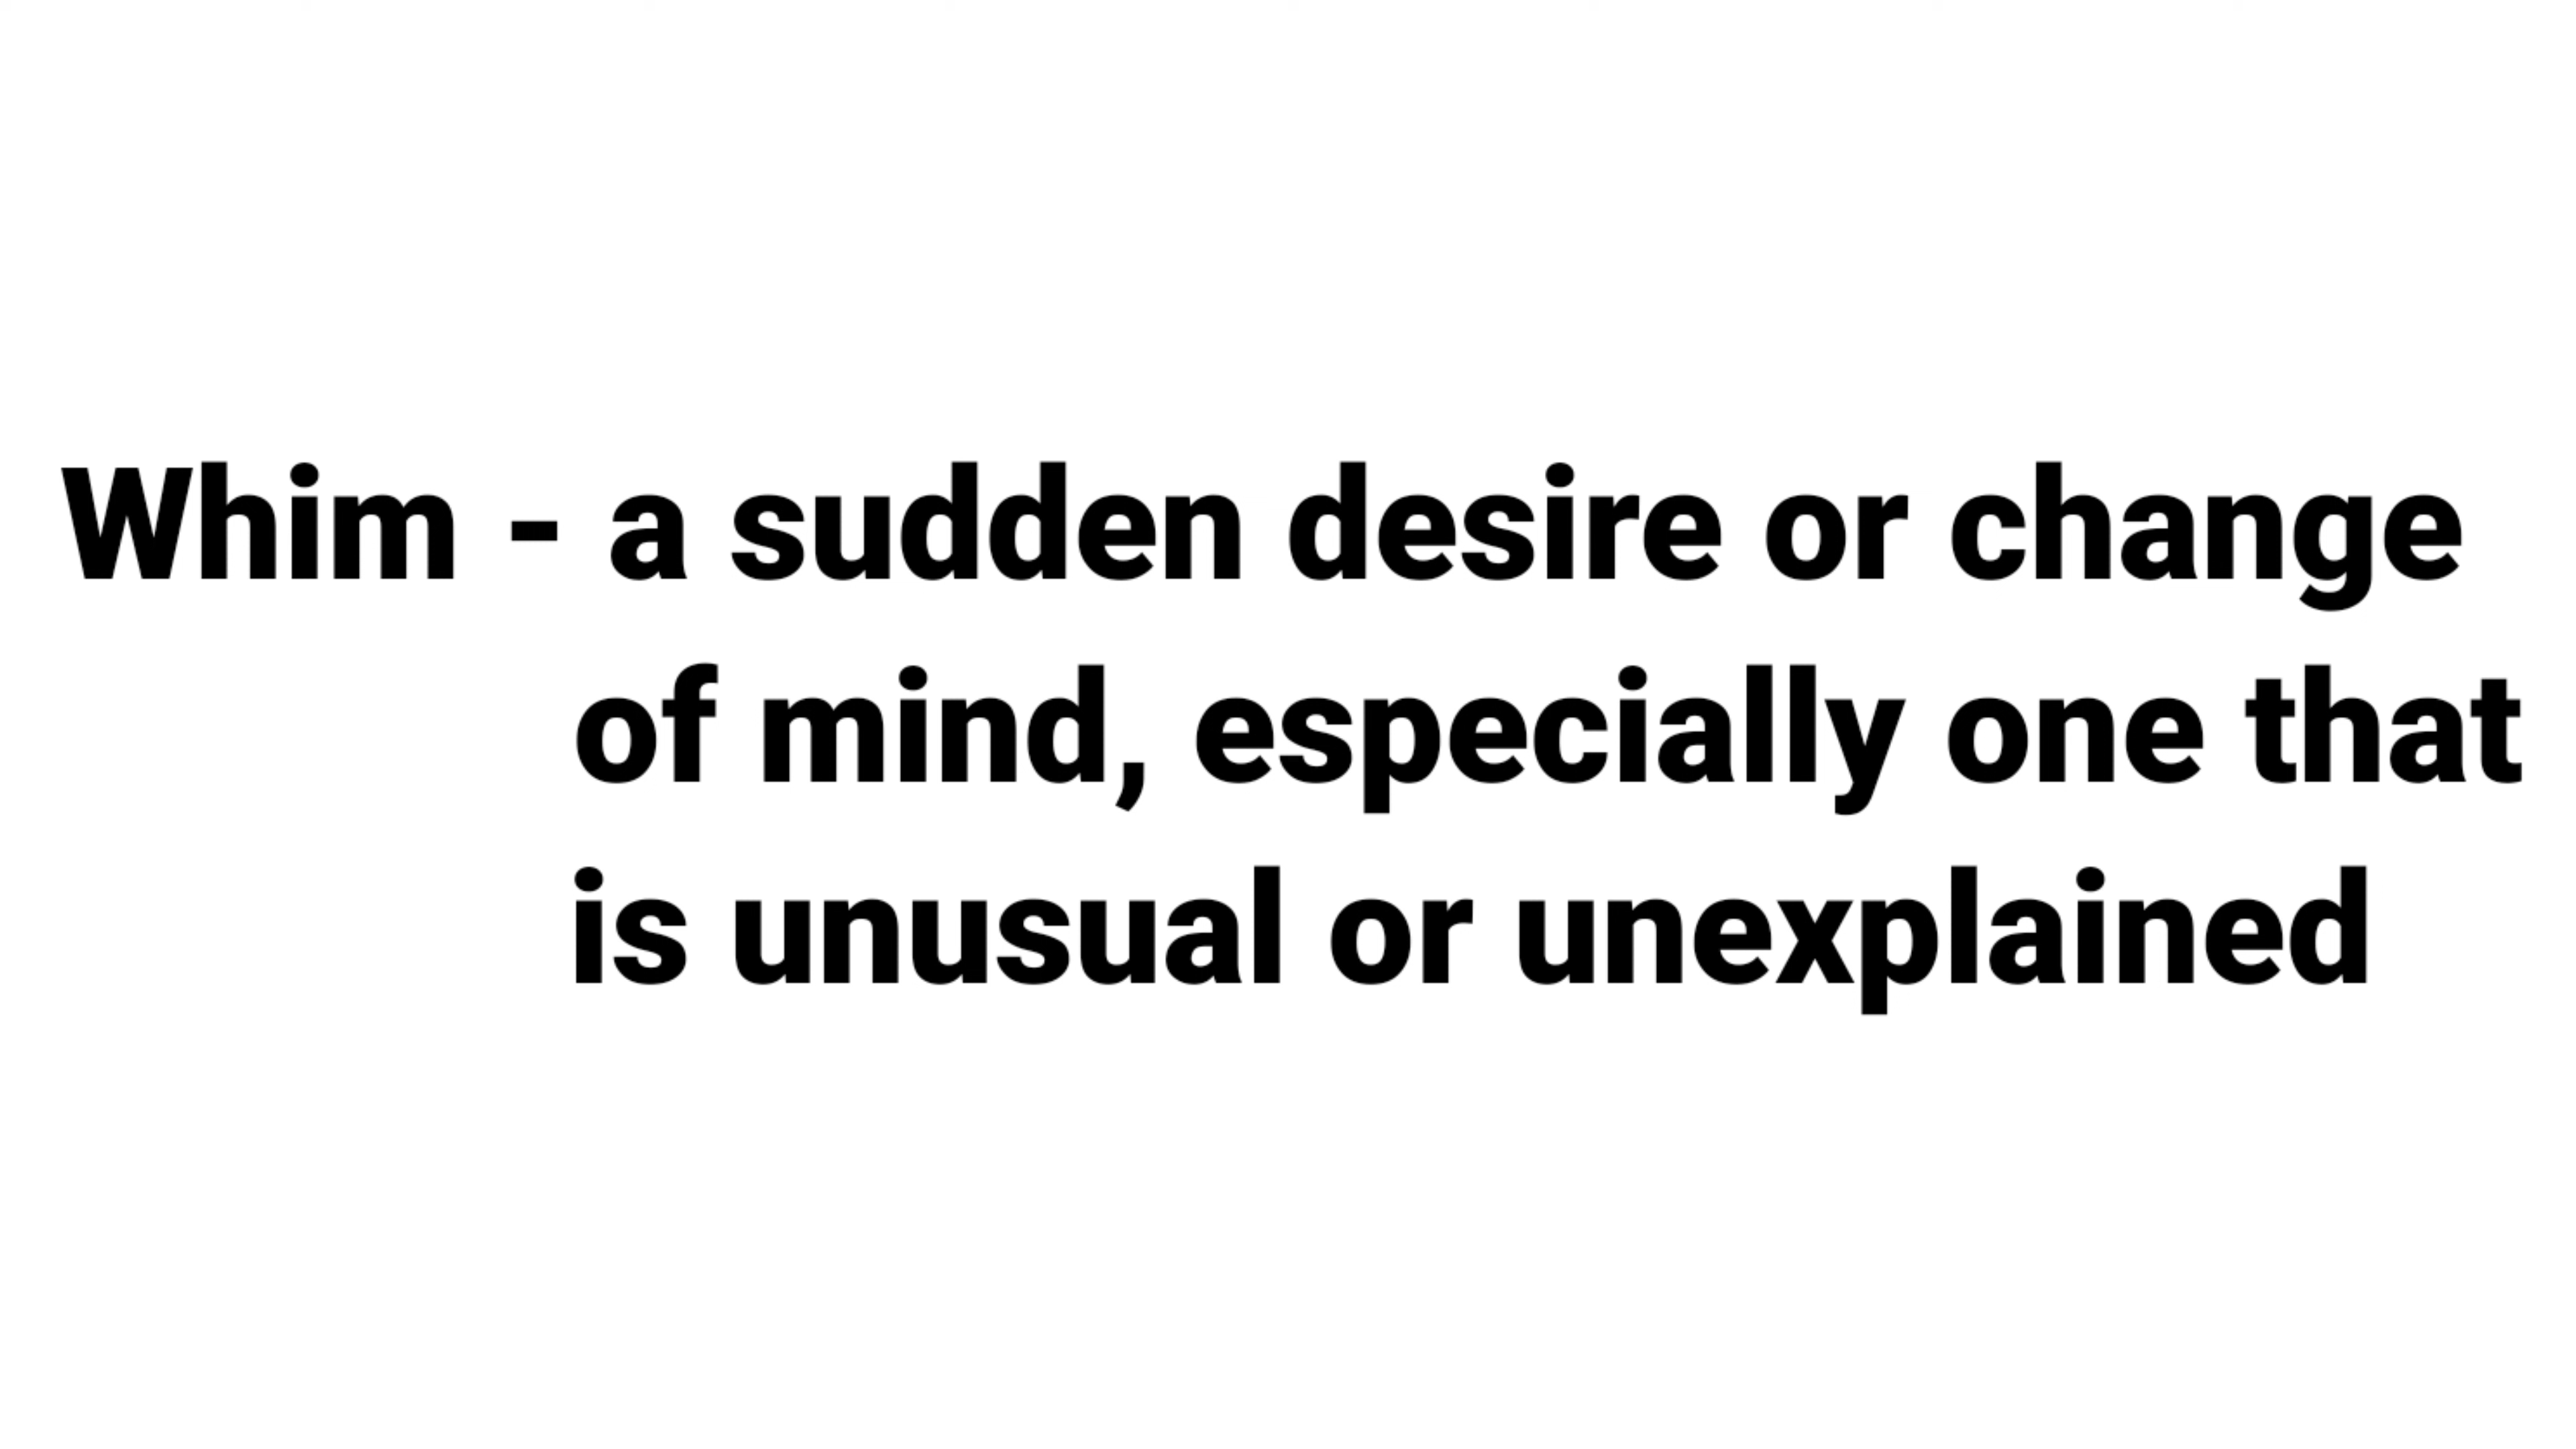 Whim - a sudden desire or change
of mind, especially one that
is unusual or unexplained